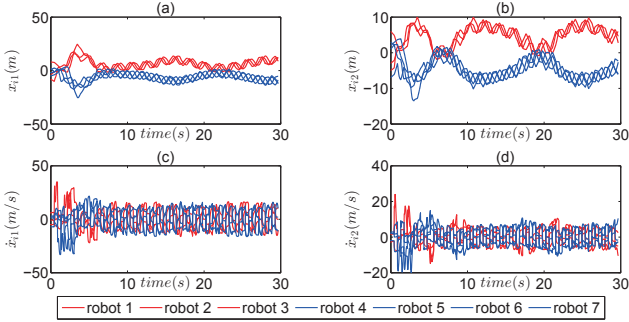 (a) (b)
50
0
-50
x_{i1}(m)
0 10 20 30
time(s)
10
0
-10
-20
x_{i2}(m)
0 10 20 30
time(s)
(c) (d)
50
0
-50
ẋ_{i1}(m/s)
0 10 20 30
time(s)
40
20
0
-20
ẋ_{i2}(m/s)
0 10 20 30
time(s)
robot 1 robot 2 robot 3 robot 4 robot 5 robot 6 robot 7